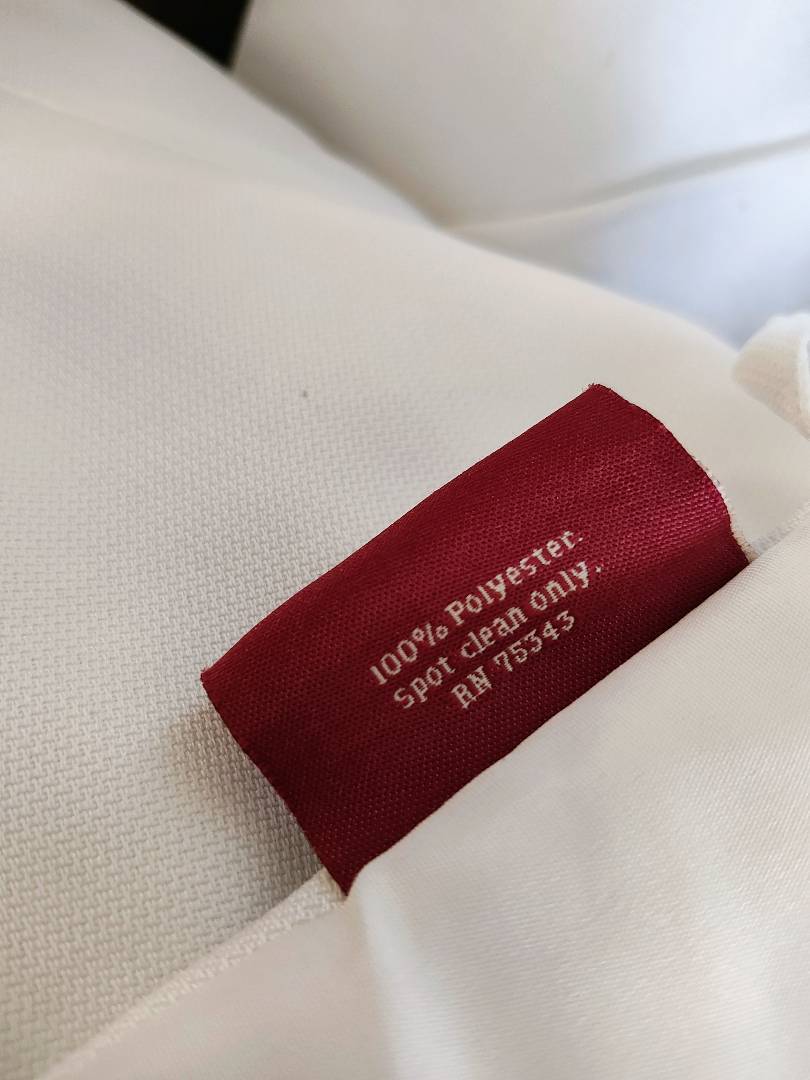 100% Polyester.
Spot clean only.
RN 75343